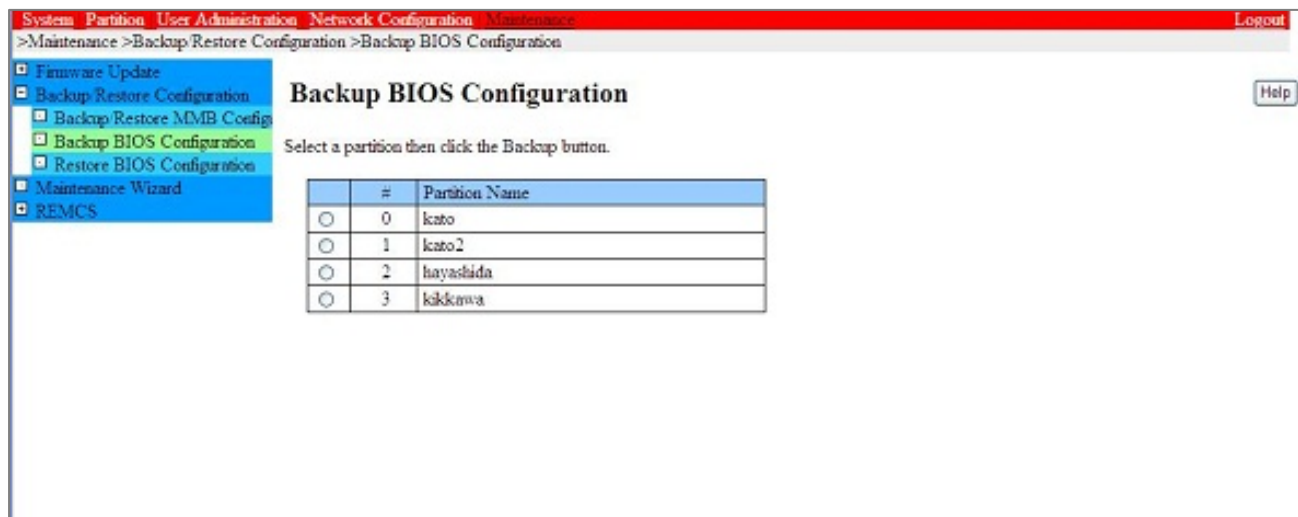 System Partition User Administration Network Configuration Maintenance Logout
>Maintenance >Backup/Restore Configuration >Backup BIOS Configuration
Firmware Update
Backup/Restore Configuration
Backup/Restore MMB Config
Backup BIOS Configuration
Restore BIOS Configuration
Maintenance Wizard
REMCS
Backup BIOS Configuration
Help
Select a partition then click the Backup button.
# Partition Name
0 kato
1 kato2
2 hayashida
3 kikkawa